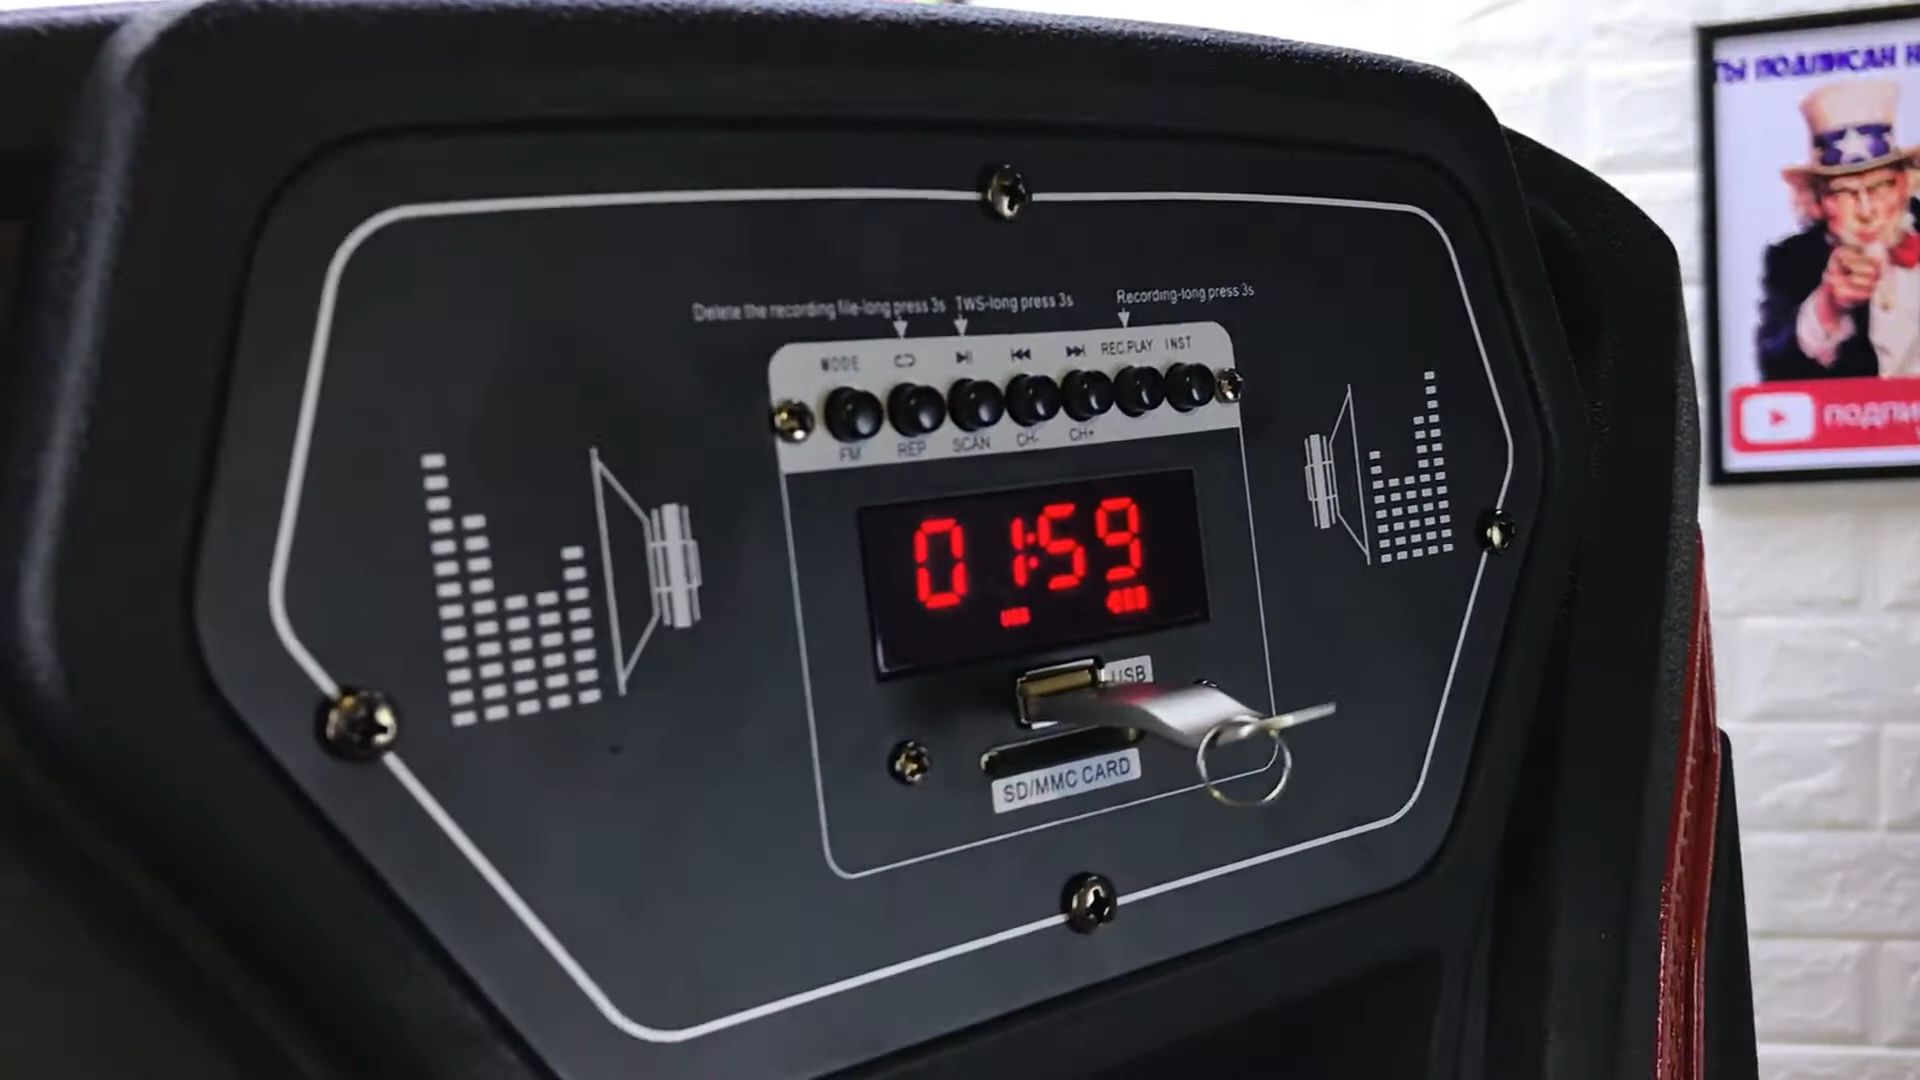 ТЫ ПОДПИСАН Н
Delete the recording file-long press 3s TWS-long press 3s Recording-long press 3s
MODE REC.PLAY INST
FM REP SCAN CH- CH+
01:59
USB
SD/MMC CARD
ПОДПИ